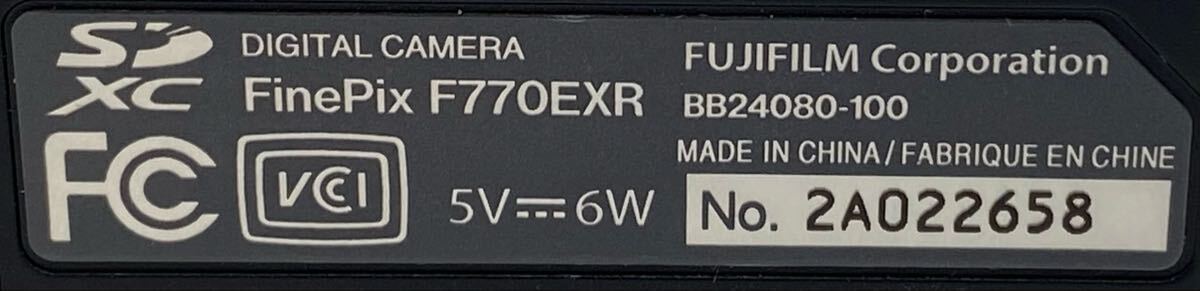 SD
XC
DIGITAL CAMERA
FinePix F770EXR
FC
VCI
5V⎓6W
FUJIFILM Corporation
BB24080-100
MADE IN CHINA/FABRIQUE EN CHINE
No. 2A022658